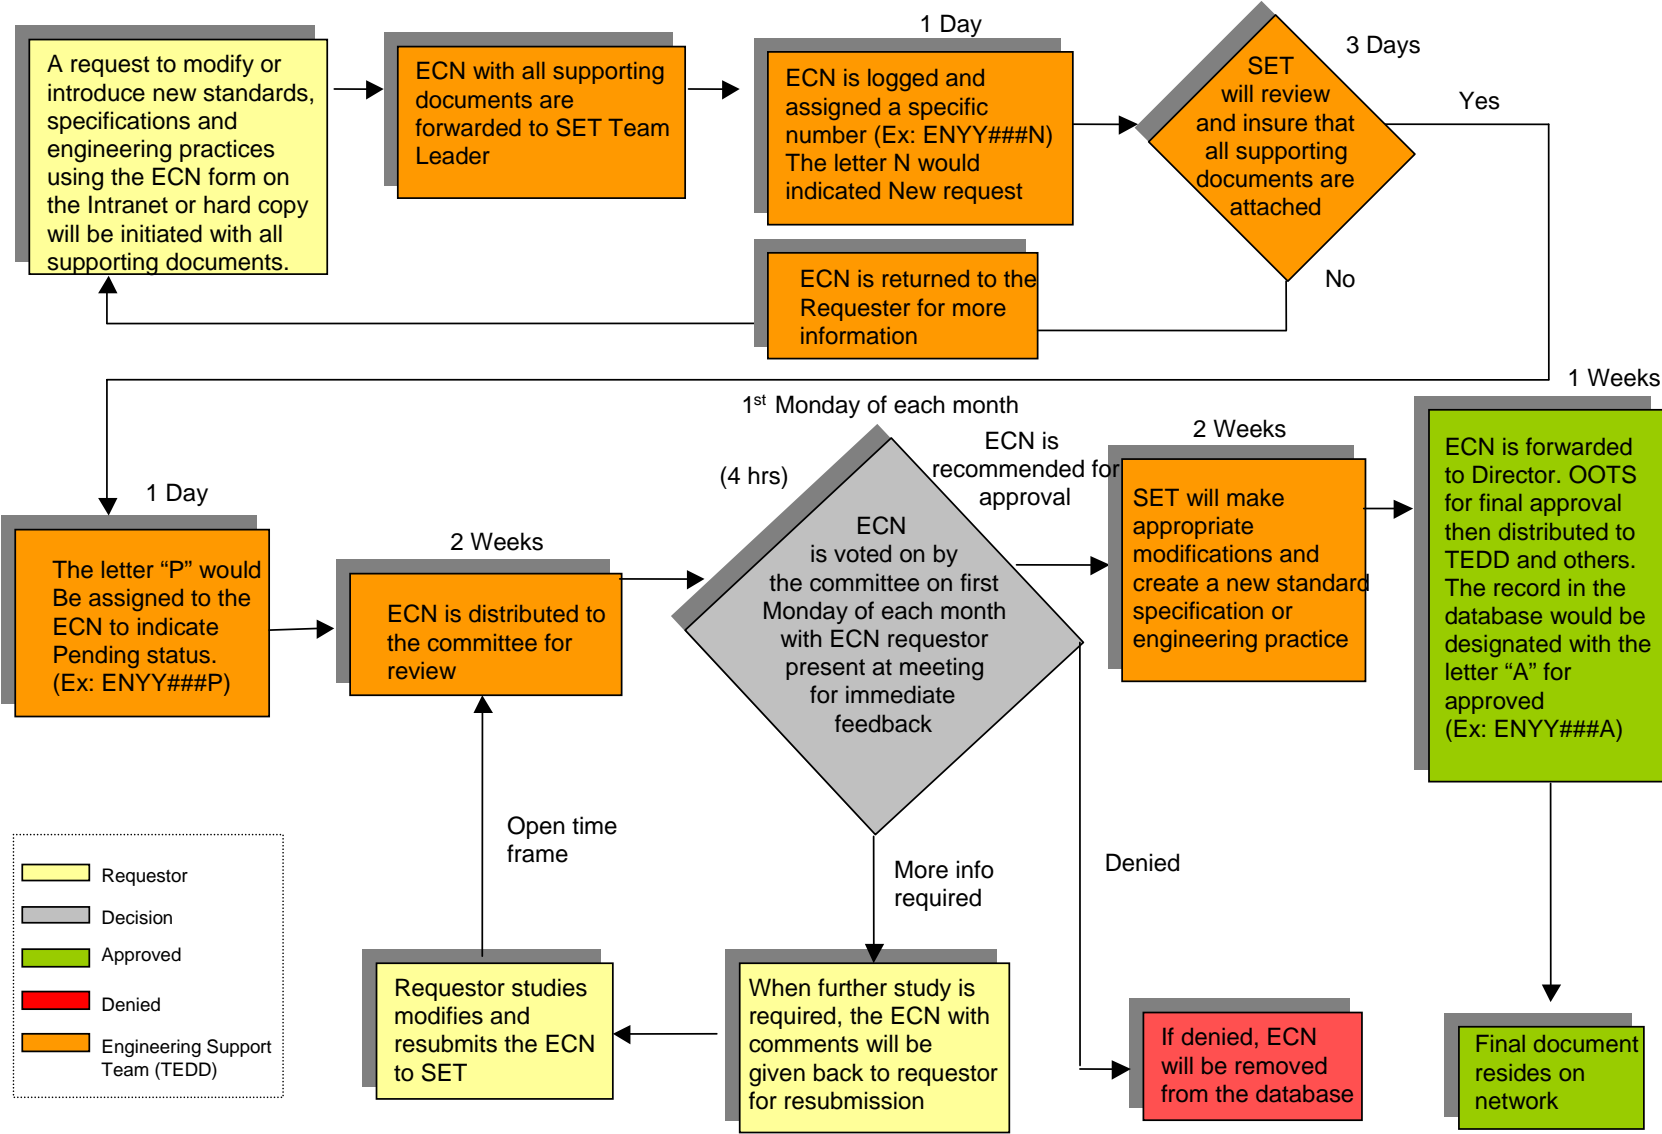 A request to modify or
introduce new standards,
specifications and
engineering practices
using the ECN form on
the Intranet or hard copy
will be initiated with all
supporting documents.
ECN with all supporting
documents are
forwarded to SET Team
Leader
1 Day
ECN is logged and
assigned a specific
number (Ex: ENYY###N)
The letter N would
indicated New request
3 Days
SET
will review
and insure that
all supporting
documents are
attached
Yes
No
ECN is returned to the
Requester for more
information
1 Day
The letter “P” would
Be assigned to the
ECN to indicate
Pending status.
(Ex: ENYY###P)
2 Weeks
ECN is distributed to
the committee for
review
1st Monday of each month
(4 hrs)
ECN
is voted on by
the committee on first
Monday of each month
with ECN requestor
present at meeting
for immediate
feedback
ECN is
recommended for
approval
2 Weeks
SET will make
appropriate
modifications and
create a new standard
specification or
engineering practice
1 Weeks
ECN is forwarded
to Director. OOTS
for final approval
then distributed to
TEDD and others.
The record in the
database would be
designated with the
letter “A” for
approved
(Ex: ENYY###A)
Open time
frame
More info
required
Denied
Requestor
Decision
Approved
Denied
Engineering Support
Team (TEDD)
Requestor studies
modifies and
resubmits the ECN
to SET
When further study is
required, the ECN with
comments will be
given back to requestor
for resubmission
If denied, ECN
will be removed
from the database
Final document
resides on
network